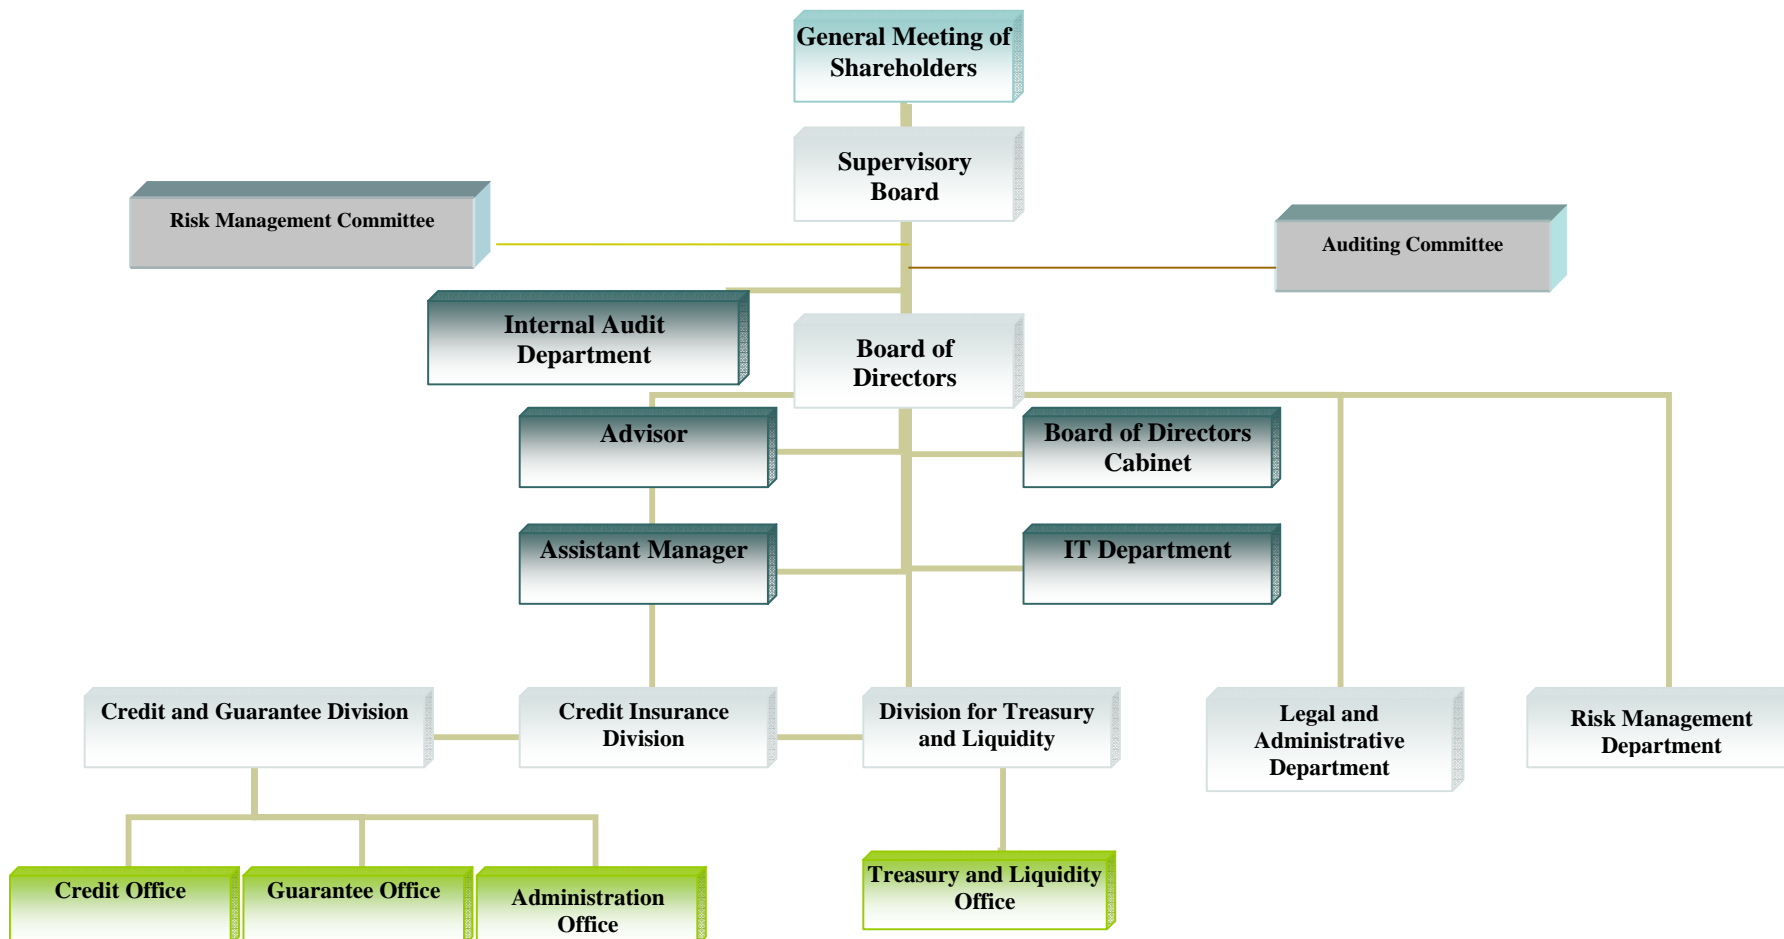 General Meeting of
Shareholders
Supervisory
Board
Risk Management Committee
Auditing Committee
Internal Audit
Department
Board of
Directors
Advisor
Board of Directors
Cabinet
Assistant Manager
IT Department
Credit and Guarantee Division
Credit Insurance
Division
Division for Treasury
and Liquidity
Legal and
Administrative
Department
Risk Management
Department
Credit Office
Guarantee Office
Administration
Office
Treasury and Liquidity
Office